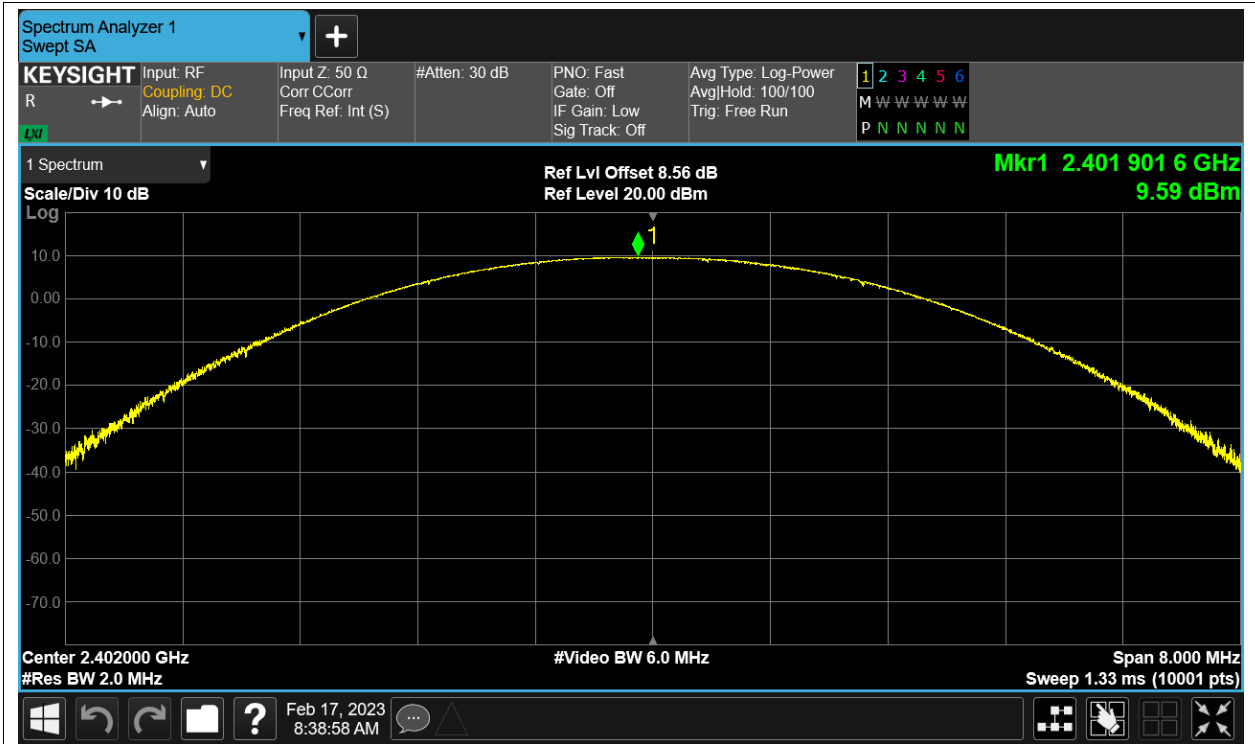 Spectrum Analyzer 1
Swept SA
KEYSIGHT
R
LXI
Input: RF
Coupling: DC
Align: Auto
Input Z: 50 Ω
Corr CCorr
Freq Ref: Int (S)
#Atten: 30 dB
PNO: Fast
Gate: Off
IF Gain: Low
Sig Track: Off
Avg Type: Log-Power
Avg|Hold: 100/100
Trig: Free Run
1 2 3 4 5 6
M W W W W W
P N N N N N
1 Spectrum
Scale/Div 10 dB
Log
Ref Lvl Offset 8.56 dB
Ref Level 20.00 dBm
Mkr1 2.401 901 6 GHz
9.59 dBm
1
10.0
0.00
-10.0
-20.0
-30.0
-40.0
-50.0
-60.0
-70.0
Center 2.402000 GHz
#Res BW 2.0 MHz
#Video BW 6.0 MHz
Span 8.000 MHz
Sweep 1.33 ms (10001 pts)
?
Feb 17, 2023
8:38:58 AM